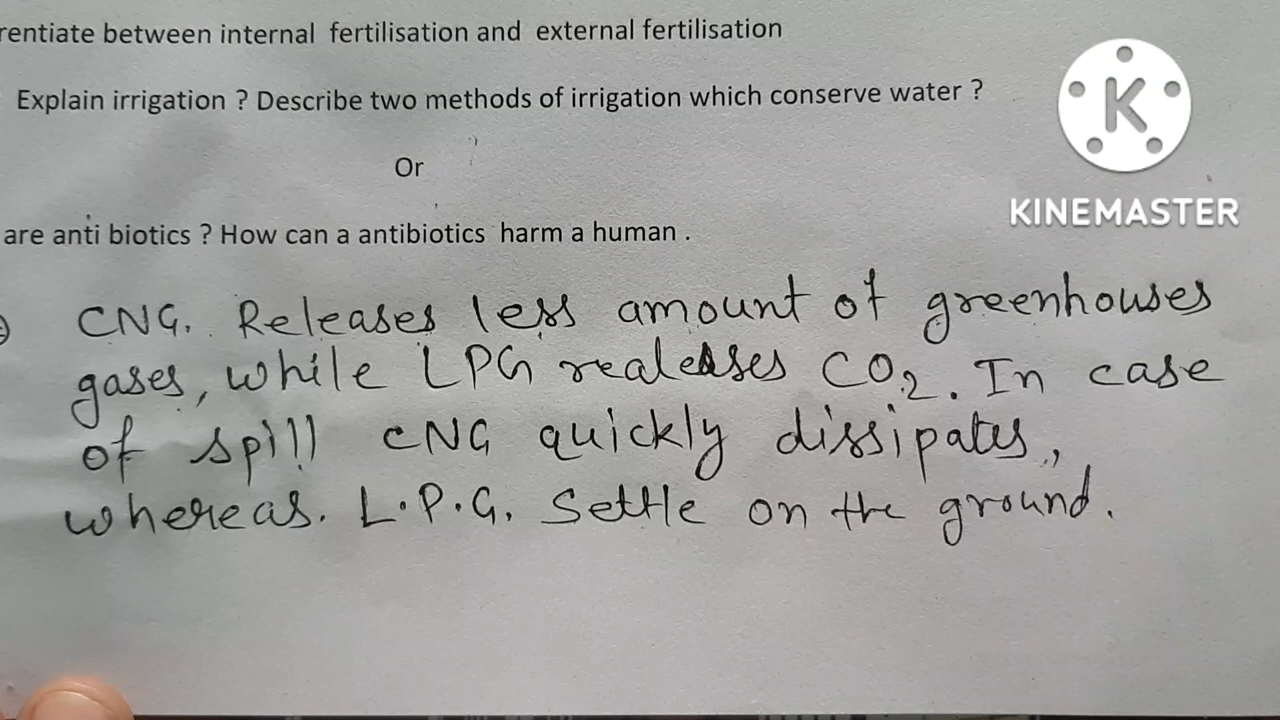 rentiate between internal fertilisation and external fertilisation
Explain irrigation ? Describe two methods of irrigation which conserve water ?
Or
are anti biotics ? How can a antibiotics harm a human .
KINEMASTER
CNG. Releases less amount of greenhouses
gases, while LPG realeases CO₂. In case
of spill CNG quickly dissipates,
whereas. L.P.G. Settle on the ground.